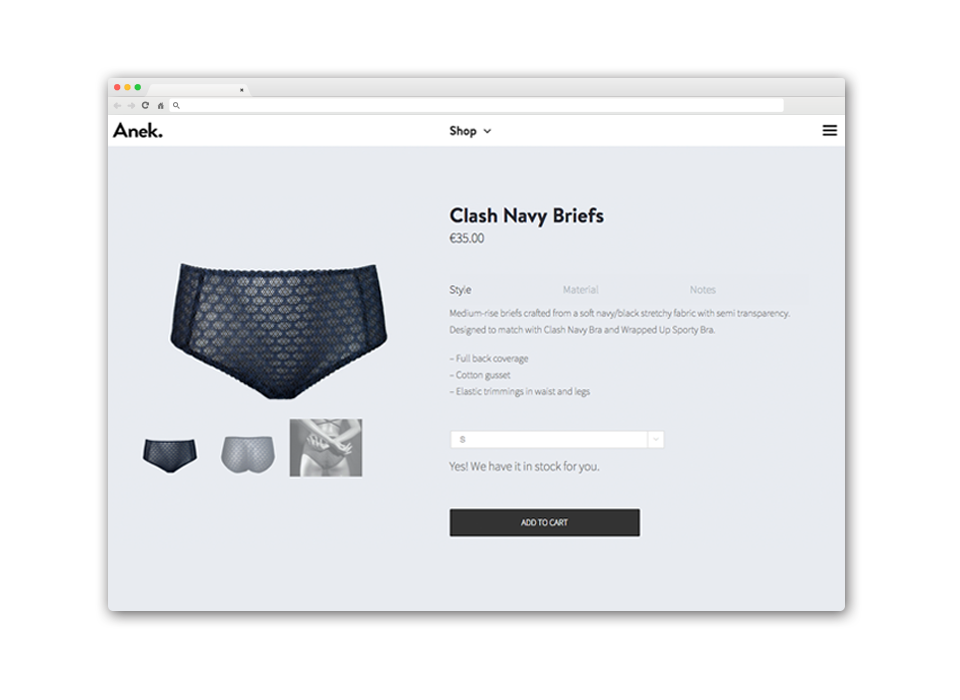 Anek.
Shop
Clash Navy Briefs
€35.00
Style Material Notes
Medium-rise briefs crafted from a soft navy/black stretchy fabric with semi transparency.
Designed to match with Clash Navy Bra and Wrapped Up Sporty Bra.
– Full back coverage
– Cotton gusset
– Elastic trimmings in waist and legs
S
Yes! We have it in stock for you.
ADD TO CART